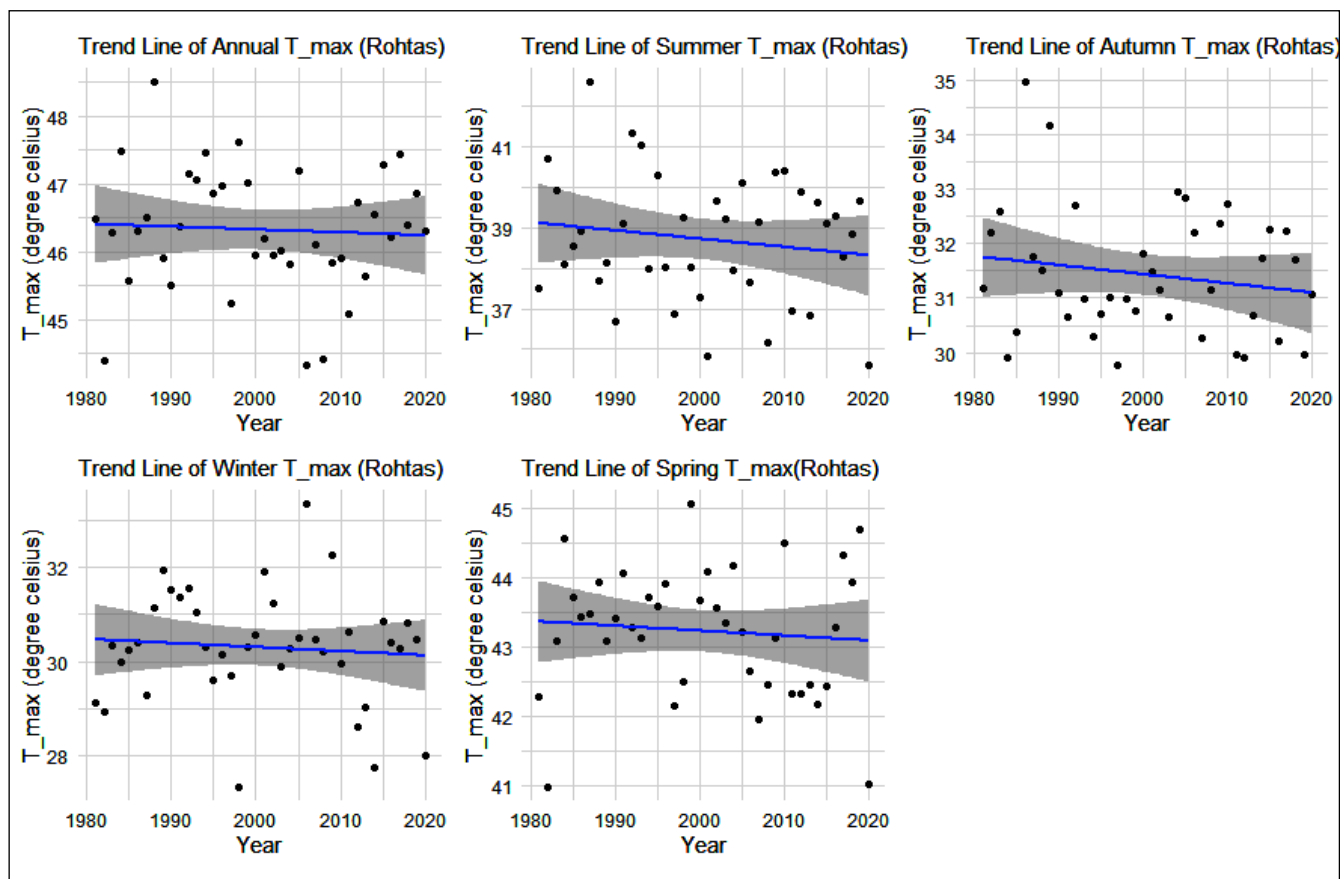 Trend Line of Annual T_max (Rohtas)
T_max (degree celsius)
48
47
46
45
1980 1990 2000 2010 2020
Year
Trend Line of Summer T_max (Rohtas)
T_max (degree celsius)
41
39
37
1980 1990 2000 2010 2020
Year
Trend Line of Autumn T_max (Rohtas)
T_max (degree celsius)
35
34
33
32
31
30
1980 1990 2000 2010 2020
Year
Trend Line of Winter T_max (Rohtas)
T_max (degree celsius)
32
30
28
1980 1990 2000 2010 2020
Year
Trend Line of Spring T_max(Rohtas)
T_max (degree celsius)
45
44
43
42
41
1980 1990 2000 2010 2020
Year